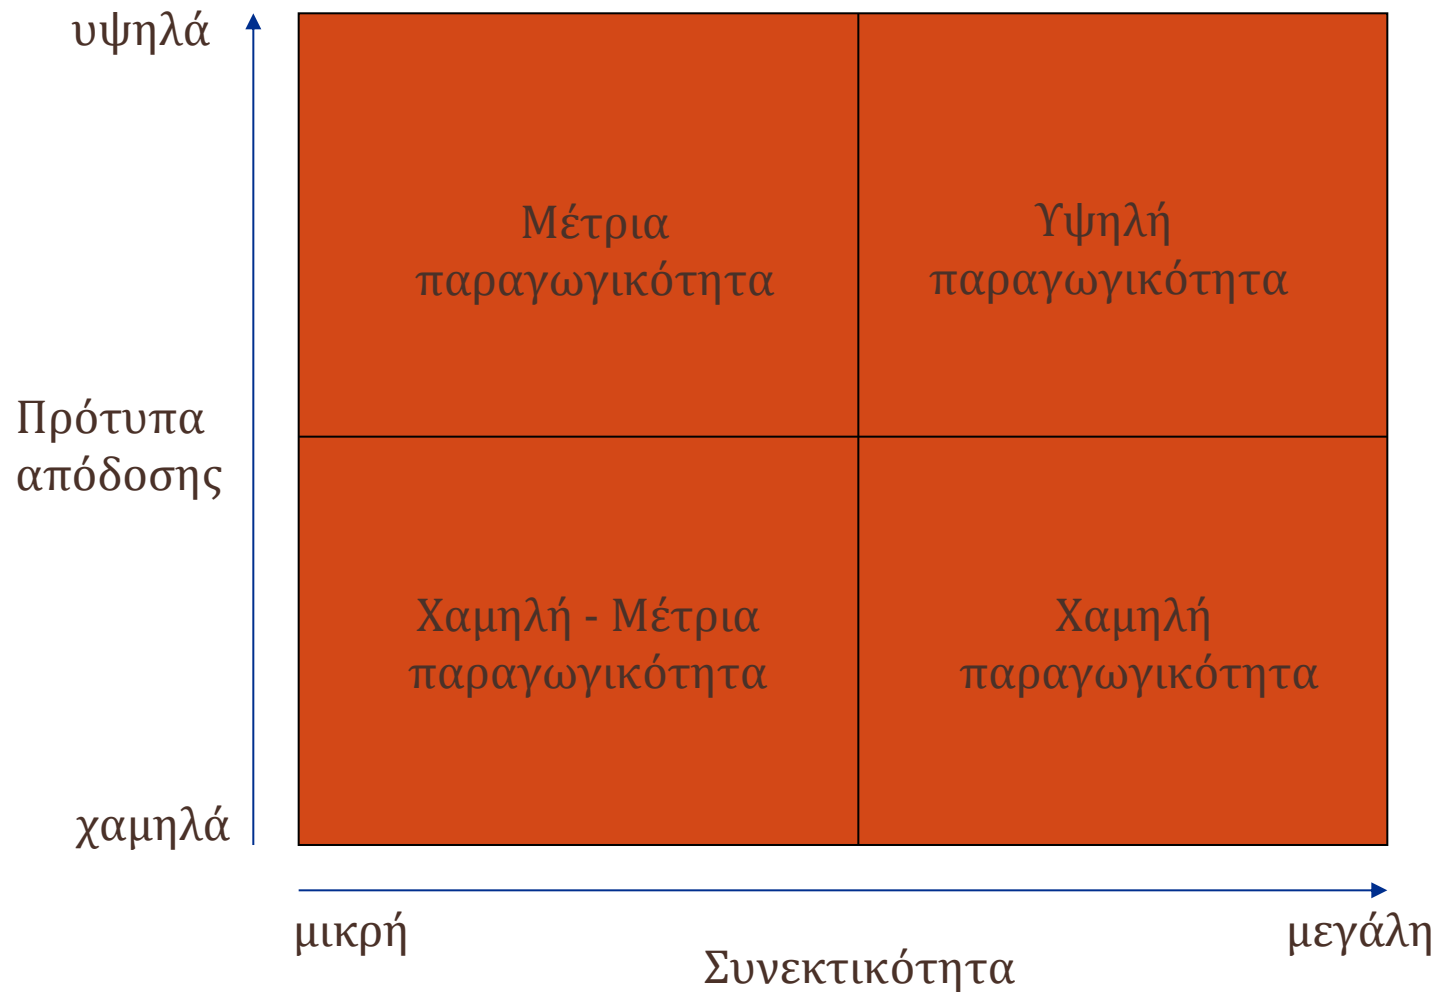 υψηλά
Μέτρια
παραγωγικότητα
Υψηλή
παραγωγικότητα
Πρότυπα
απόδοσης
Χαμηλή - Μέτρια
παραγωγικότητα
Χαμηλή
παραγωγικότητα
χαμηλά
μικρή
μεγάλη
Συνεκτικότητα